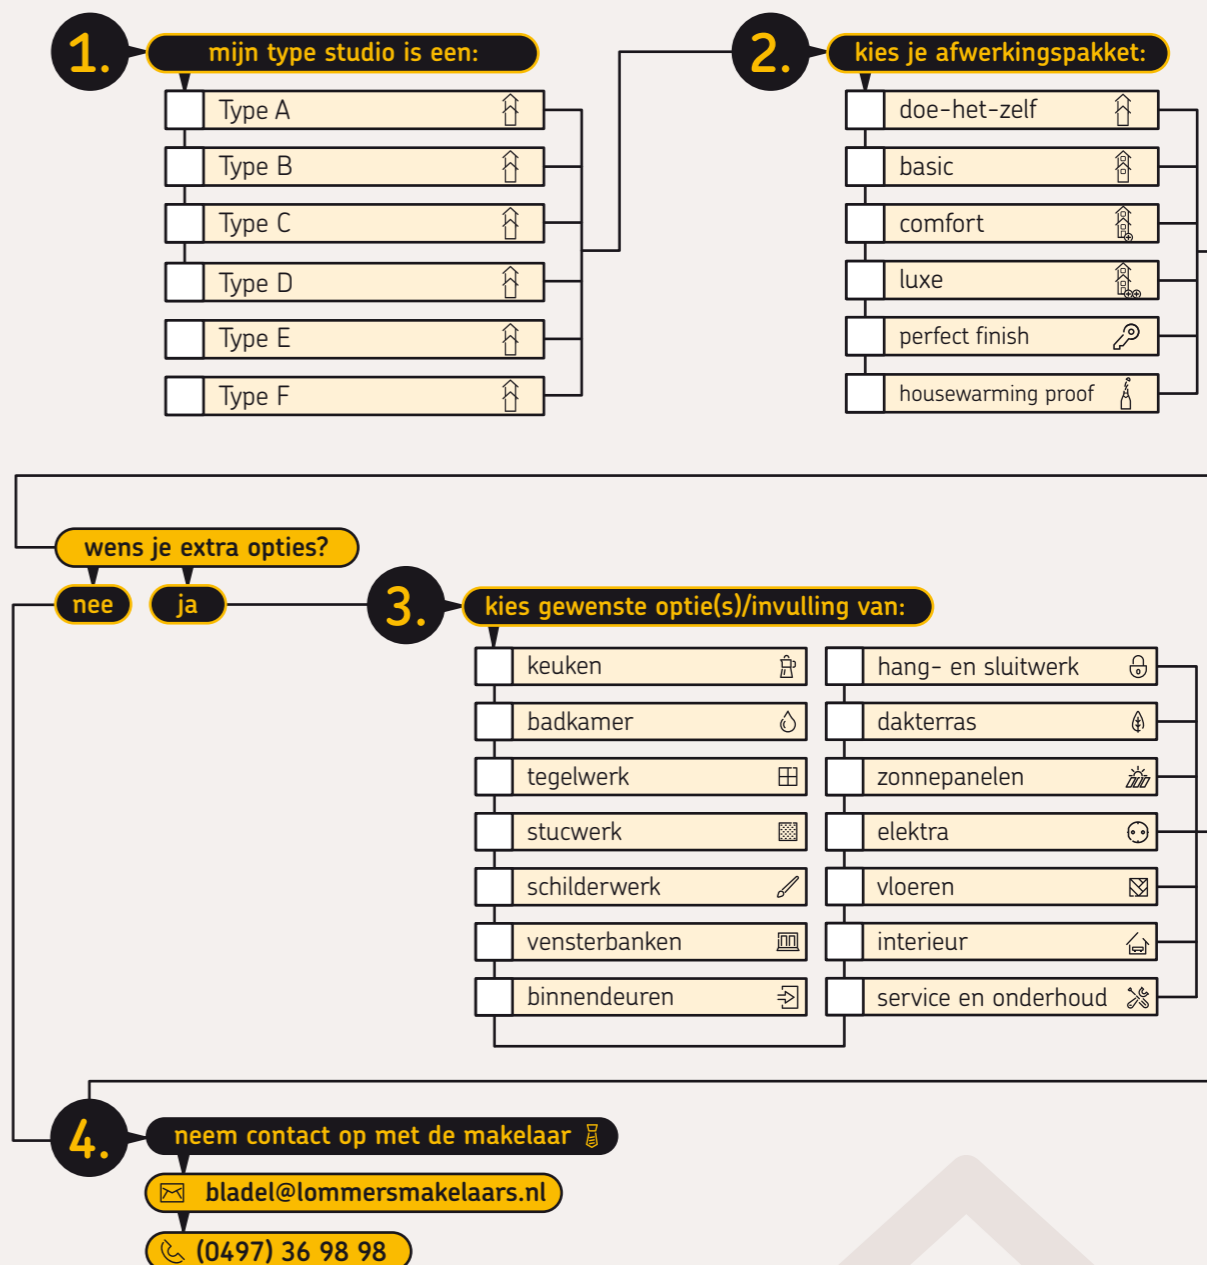 1.
mijn type studio is een:
Type A
Type B
Type C
Type D
Type E
Type F
2.
kies je afwerkingspakket:
doe-het-zelf
basic
comfort
luxe
perfect finish
housewarming proof
wens je extra opties?
nee
ja
3.
kies gewenste optie(s)/invulling van:
keuken
badkamer
tegelwerk
stucwerk
schilderwerk
vensterbanken
binnendeuren
hang- en sluitwerk
dakterras
zonnepanelen
elektra
vloeren
interieur
service en onderhoud
4.
neem contact op met de makelaar
bladel@lommersmakelaars.nl
(0497) 36 98 98